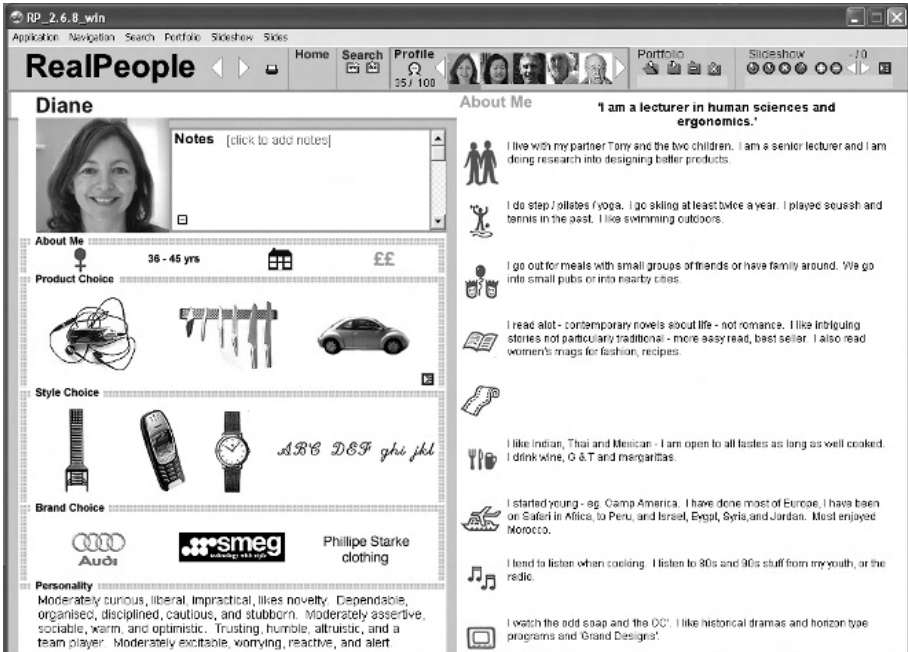 RP_2.6.8_win
Application Navigation Search Portfolio Slideshow Slides
RealPeople
Home
Search
Profile
35 / 100
Portfolio
Slideshow
- / 0
Diane
Notes [click to add notes]
About Me
36 - 45 yrs
££
Product Choice
Style Choice
ABC DEF ghi jkl
Brand Choice
Audi
smeg
technology with style
Phillipe Starke
clothing
Personality
Moderately curious, liberal, impractical, likes novelty. Dependable,
organised, disciplined, cautious, and stubborn. Moderately assertive,
sociable, warm, and optimistic. Trusting, humble, altruistic, and a
team player. Moderately excitable, worrying, reactive, and alert.
About Me
'I am a lecturer in human sciences and
ergonomics.'
I live with my partner Tony and the two children. I am a senior lecturer and I am
doing research into designing better products.
I do step / pilates / yoga. I go skiing at least twice a year. I played squash and
tennis in the past. I like swimming outdoors.
I go out for meals with small groups of friends or have family around. We go
into small pubs or into nearby cities.
I read alot - contemporary novels about life - not romance. I like intriguing
stories not particularly traditional - more easy read, best seller. I also read
women's mags for fashion, recipes.
I like Indian, Thai and Mexican - I am open to all tastes as long as well cooked.
I drink wine, G & T and margarittas.
I started young - eg. Camp America. I have done most of Europe, I have been
on Safari in Africa, to Peru, and Israel, Eygpt, Syria,and Jordan. Most enjoyed
Morocco.
I tend to listen when cooking. I listen to 80s and 90s stuff from my youth, or the
radio.
I watch the odd soap and 'the OC'. I like historical dramas and horizon type
programs and 'Grand Designs'.